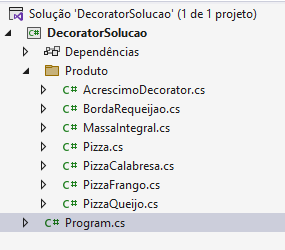 Solução 'DecoratorSolucao' (1 de 1 projeto)
DecoratorSolucao
Dependências
Produto
C# AcrescimoDecorator.cs
C# BordaRequeijao.cs
C# MassaIntegral.cs
C# Pizza.cs
C# PizzaCalabresa.cs
C# PizzaFrango.cs
C# PizzaQueijo.cs
C# Program.cs